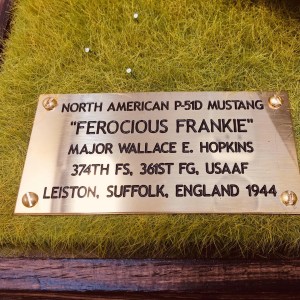 NORTH AMERICAN P-51D MUSTANG
"FEROCIOUS FRANKIE"
MAJOR WALLACE E. HOPKINS
374TH FS, 361ST FG, USAAF
LEISTON, SUFFOLK, ENGLAND 1944